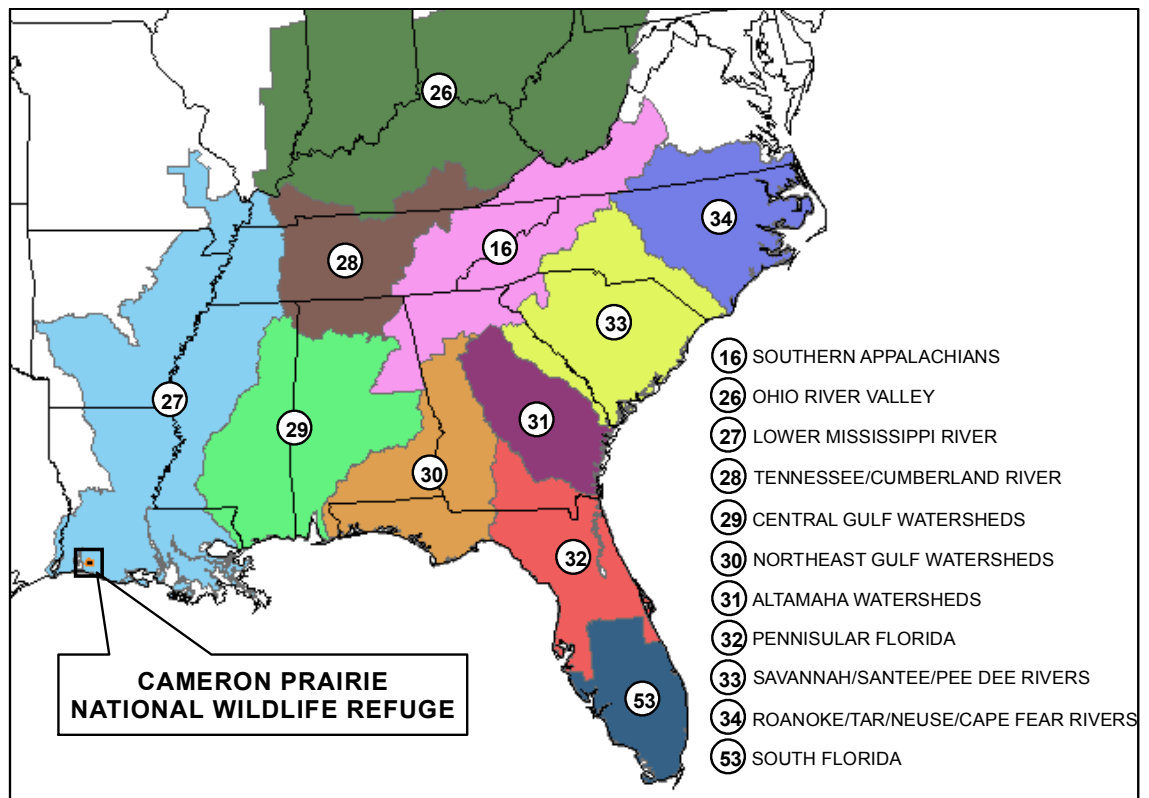 26
34
16
28
33
27
31
29
30
32
53
16 SOUTHERN APPALACHIANS
26 OHIO RIVER VALLEY
27 LOWER MISSISSIPPI RIVER
28 TENNESSEE/CUMBERLAND RIVER
29 CENTRAL GULF WATERSHEDS
30 NORTHEAST GULF WATERSHEDS
31 ALTAMAHA WATERSHEDS
32 PENNISULAR FLORIDA
33 SAVANNAH/SANTEE/PEE DEE RIVERS
34 ROANOKE/TAR/NEUSE/CAPE FEAR RIVERS
53 SOUTH FLORIDA
CAMERON PRAIRIE
NATIONAL WILDLIFE REFUGE